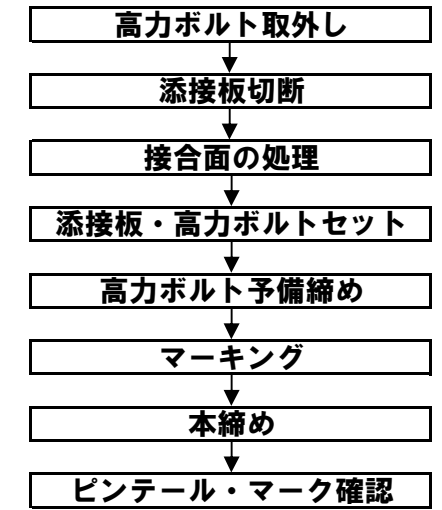 高力ボルト取外し
添接板切断
接合面の処理
添接板・高力ボルトセット
高力ボルト予備締め
マーキング
本締め
ピンテール・マーク確認